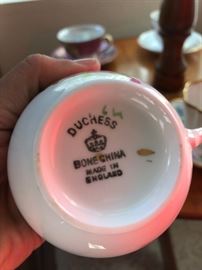 DUCHESS
BONE CHINA
MADE IN
ENGLAND